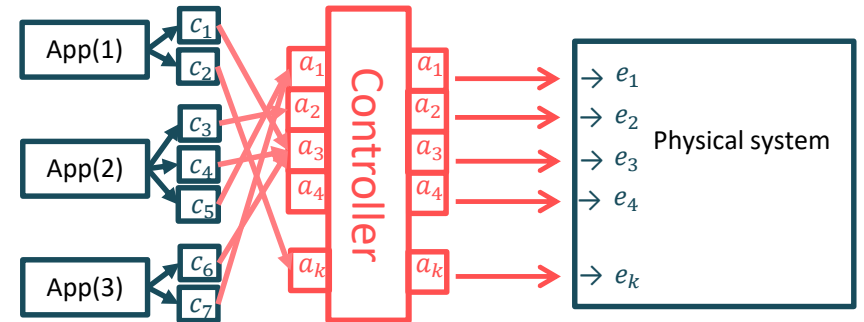 App(1)
c₁
c₂
App(2)
c₃
c₄
c₅
App(3)
c₆
c₇
a₁
a₂
a₃
a₄
aₖ
Controller
a₁
a₂
a₃
a₄
aₖ
→ e₁
→ e₂
→ e₃
→ e₄
→ eₖ
Physical system